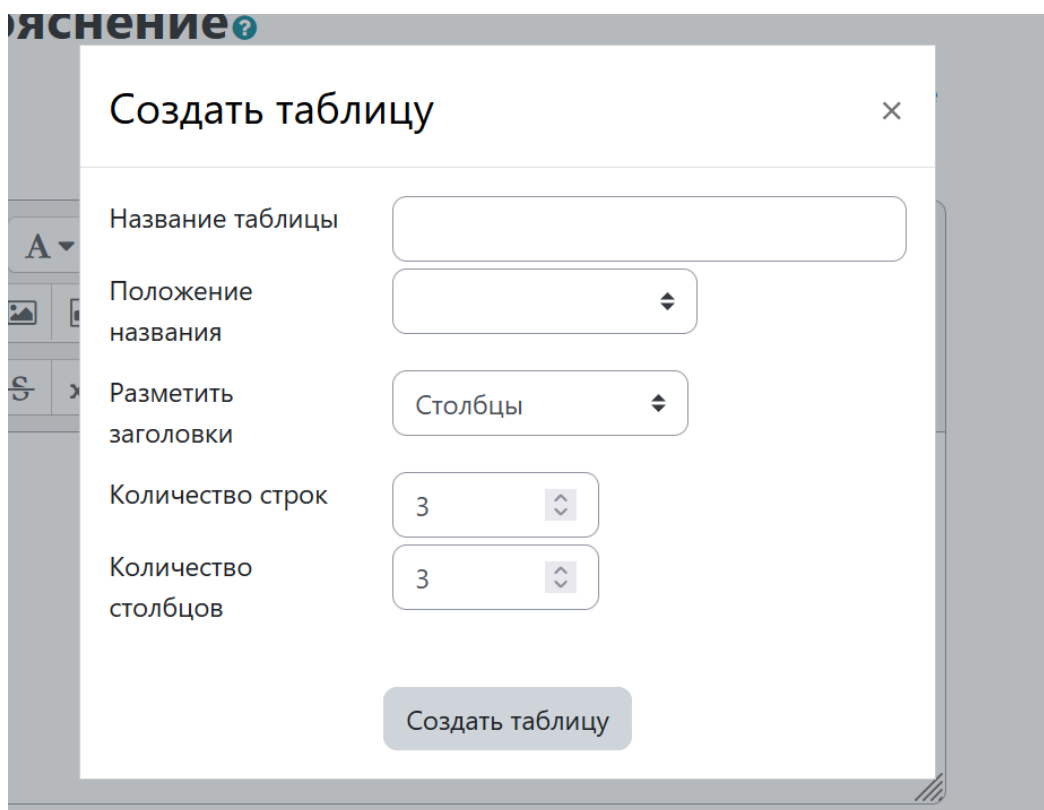 яснение
Создать таблицу
Название таблицы
Положение
названия
Разметить
заголовки
Столбцы
Количество строк
3
Количество
столбцов
3
Создать таблицу
A
S